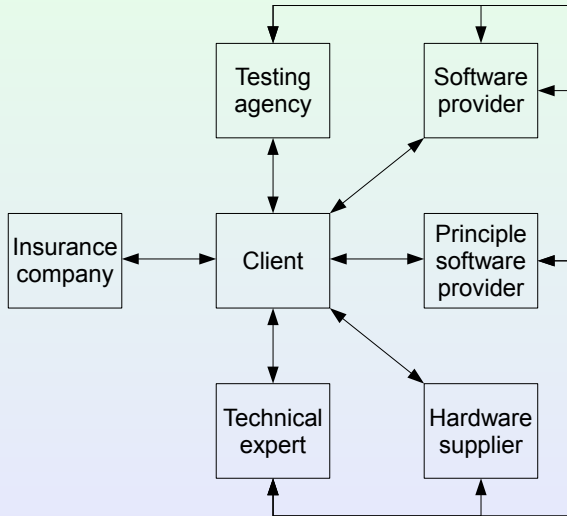 Testing
agency
Software
provider
Insurance
company
Client
Principle
software
provider
Technical
expert
Hardware
supplier